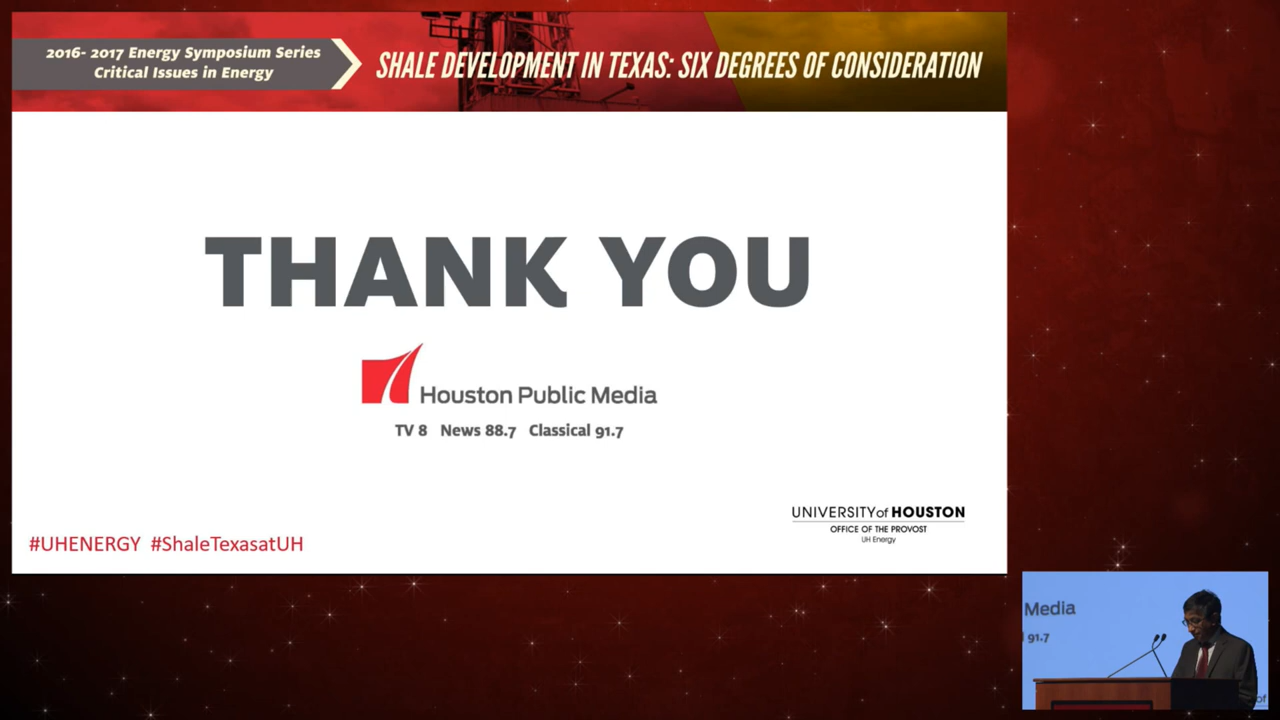 2016- 2017 Energy Symposium Series
Critical Issues in Energy
SHALE DEVELOPMENT IN TEXAS: SIX DEGREES OF CONSIDERATION
THANK YOU
Houston Public Media
TV 8 News 88.7 Classical 91.7
UNIVERSITY of HOUSTON
OFFICE OF THE PROVOST
UH Energy
#UHENERGY #ShaleTexasatUH
Media
91.7
of